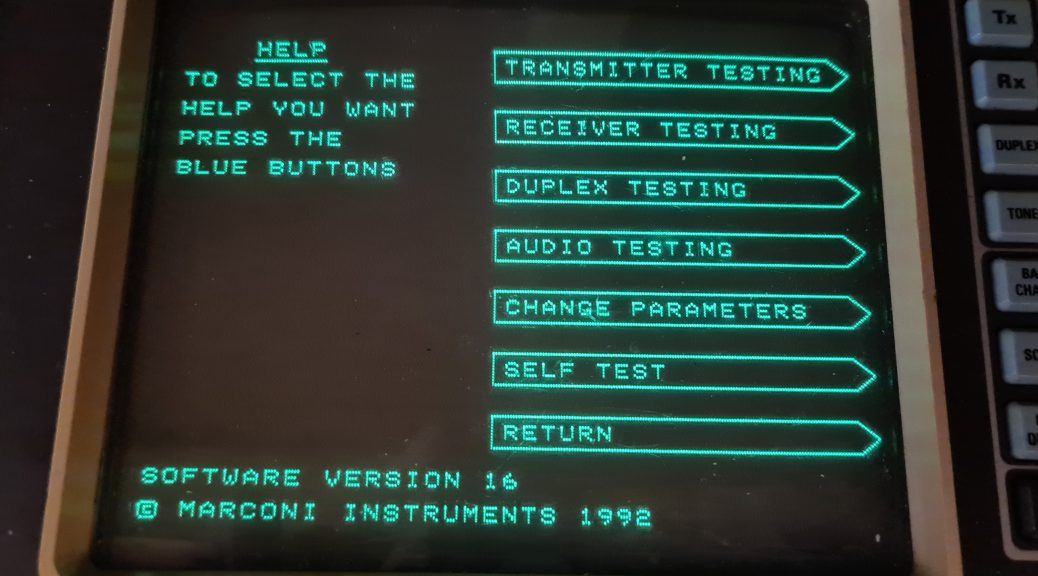 HELP
TO SELECT THE
HELP YOU WANT
PRESS THE
BLUE BUTTONS
TRANSMITTER TESTING
RECEIVER TESTING
DUPLEX TESTING
AUDIO TESTING
CHANGE PARAMETERS
SELF TEST
RETURN
SOFTWARE VERSION 16
© MARCONI INSTRUMENTS 1992
Tx
Rx
DUPLEX
TONE